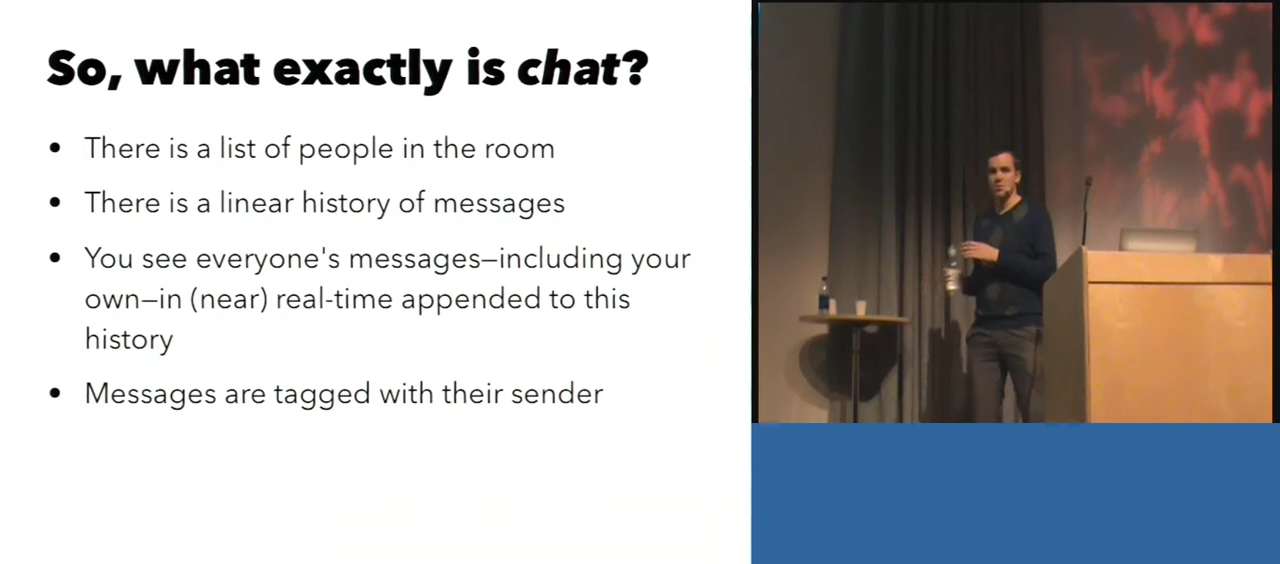 So, what exactly is chat?
• There is a list of people in the room
• There is a linear history of messages
• You see everyone's messages—including your
own—in (near) real-time appended to this
history
• Messages are tagged with their sender